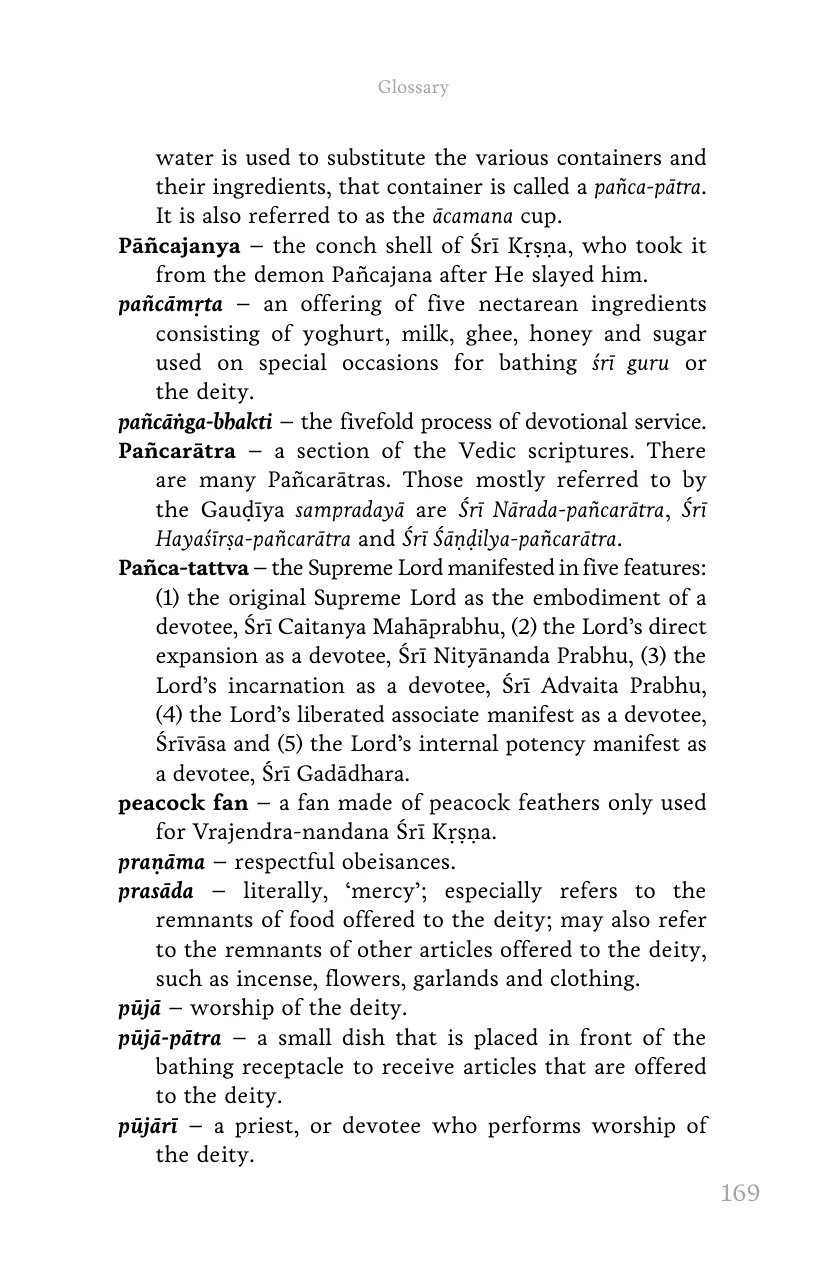 Glossary
water is used to substitute the various containers and
their ingredients, that container is called a pañca-pātra.
It is also referred to as the ācamana cup.
Pāñcajanya – the conch shell of Śrī Kṛṣṇa, who took it
from the demon Pañcajana after He slayed him.
pañcāmṛta – an offering of five nectarean ingredients
consisting of yoghurt, milk, ghee, honey and sugar
used on special occasions for bathing śrī guru or
the deity.
pañcāṅga-bhakti – the fivefold process of devotional service.
Pañcarātra – a section of the Vedic scriptures. There
are many Pañcarātras. Those mostly referred to by
the Gauḍīya sampradayā are Śrī Nārada-pañcarātra, Śrī
Hayaśīrṣa-pañcarātra and Śrī Śāṇḍilya-pañcarātra.
Pañca-tattva – the Supreme Lord manifested in five features:
(1) the original Supreme Lord as the embodiment of a
devotee, Śrī Caitanya Mahāprabhu, (2) the Lord’s direct
expansion as a devotee, Śrī Nityānanda Prabhu, (3) the
Lord’s incarnation as a devotee, Śrī Advaita Prabhu,
(4) the Lord’s liberated associate manifest as a devotee,
Śrīvāsa and (5) the Lord’s internal potency manifest as
a devotee, Śrī Gadādhara.
peacock fan – a fan made of peacock feathers only used
for Vrajendra-nandana Śrī Kṛṣṇa.
praṇāma – respectful obeisances.
prasāda – literally, ‘mercy’; especially refers to the
remnants of food offered to the deity; may also refer
to the remnants of other articles offered to the deity,
such as incense, flowers, garlands and clothing.
pūjā – worship of the deity.
pūjā-pātra – a small dish that is placed in front of the
bathing receptacle to receive articles that are offered
to the deity.
pūjārī – a priest, or devotee who performs worship of
the deity.
169